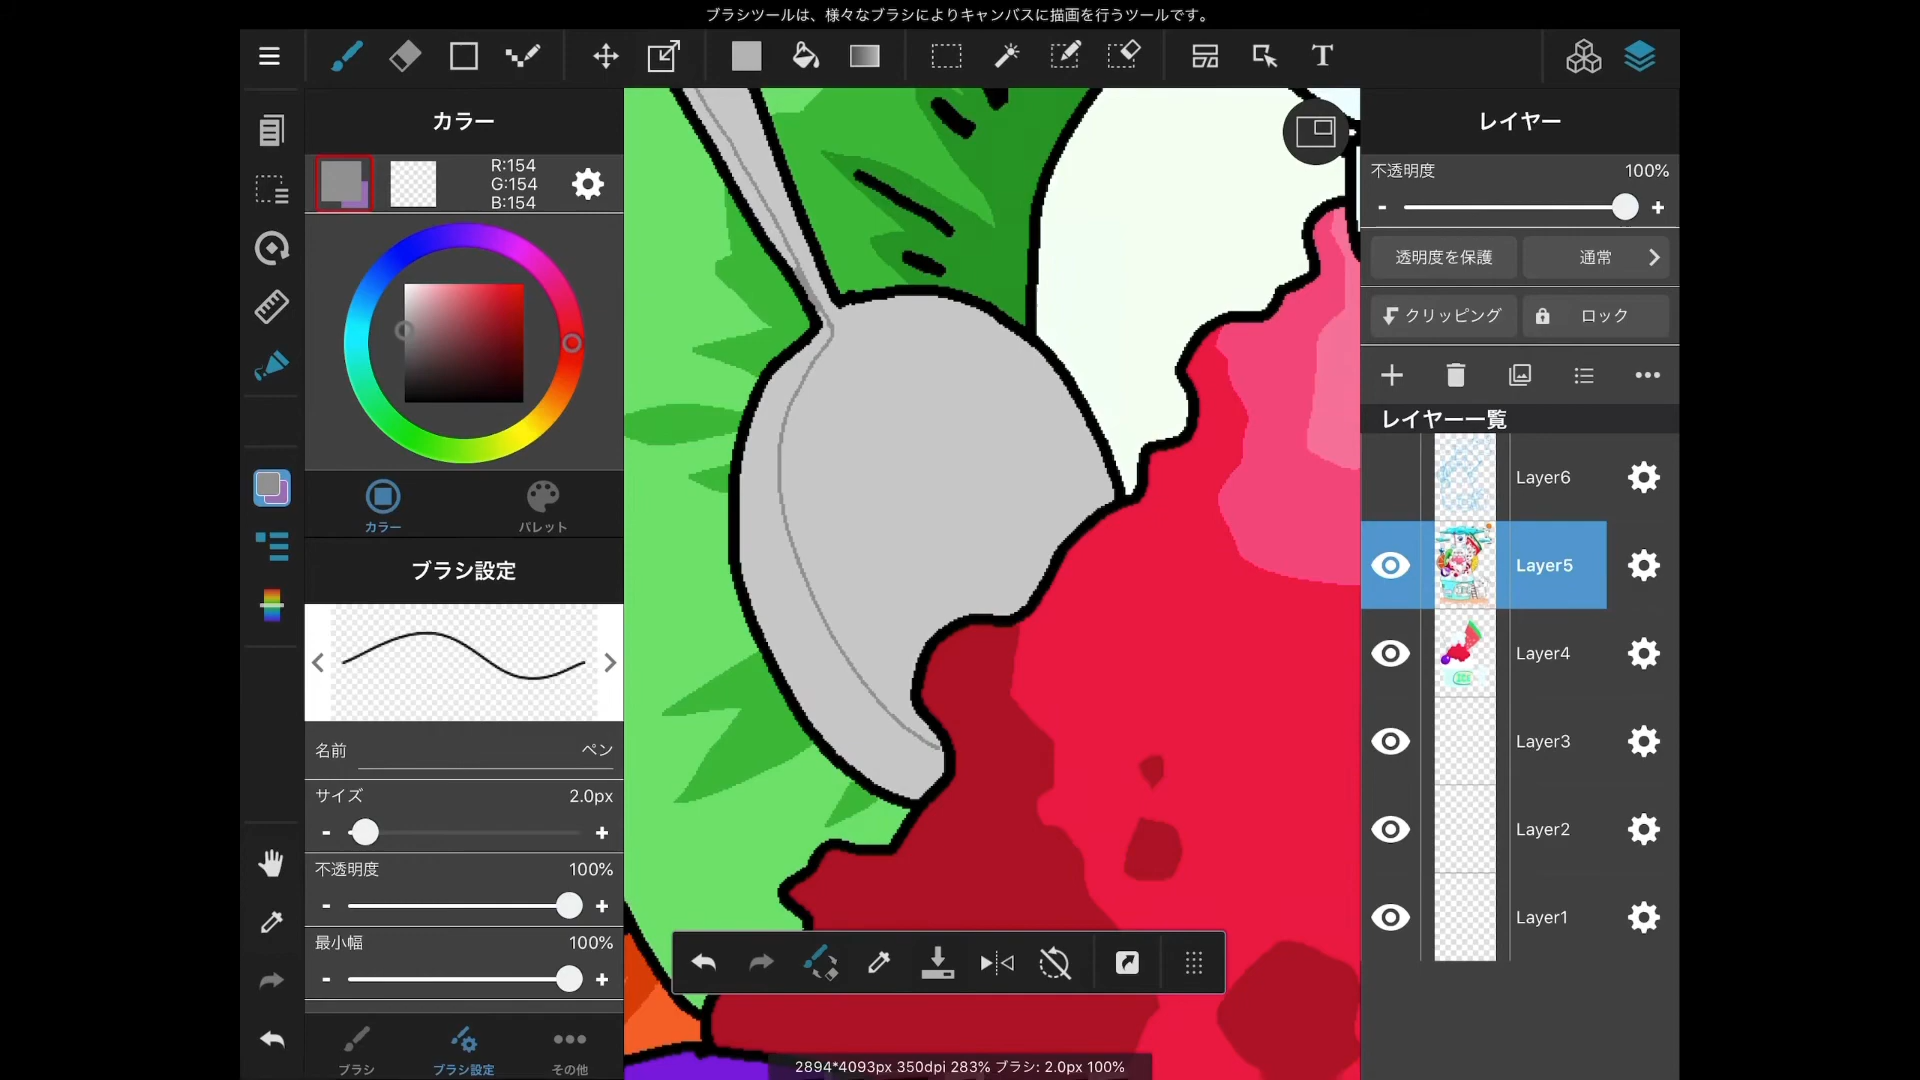 ブラシツールは、様々なブラシによりキャンバスに描画を行うツールです。
T
カラー
R:154
G:154
B:154
カラー
パレット
ブラシ設定
名前
ペン
サイズ
2.0px
不透明度
100%
最小幅
100%
ブラシ
ブラシ設定
その他
2894*4093px 350dpi 283% ブラシ: 2.0px 100%
レイヤー
不透明度
100%
透明度を保護
通常
クリッピング
ロック
レイヤー一覧
Layer6
Layer5
Layer4
Layer3
Layer2
Layer1